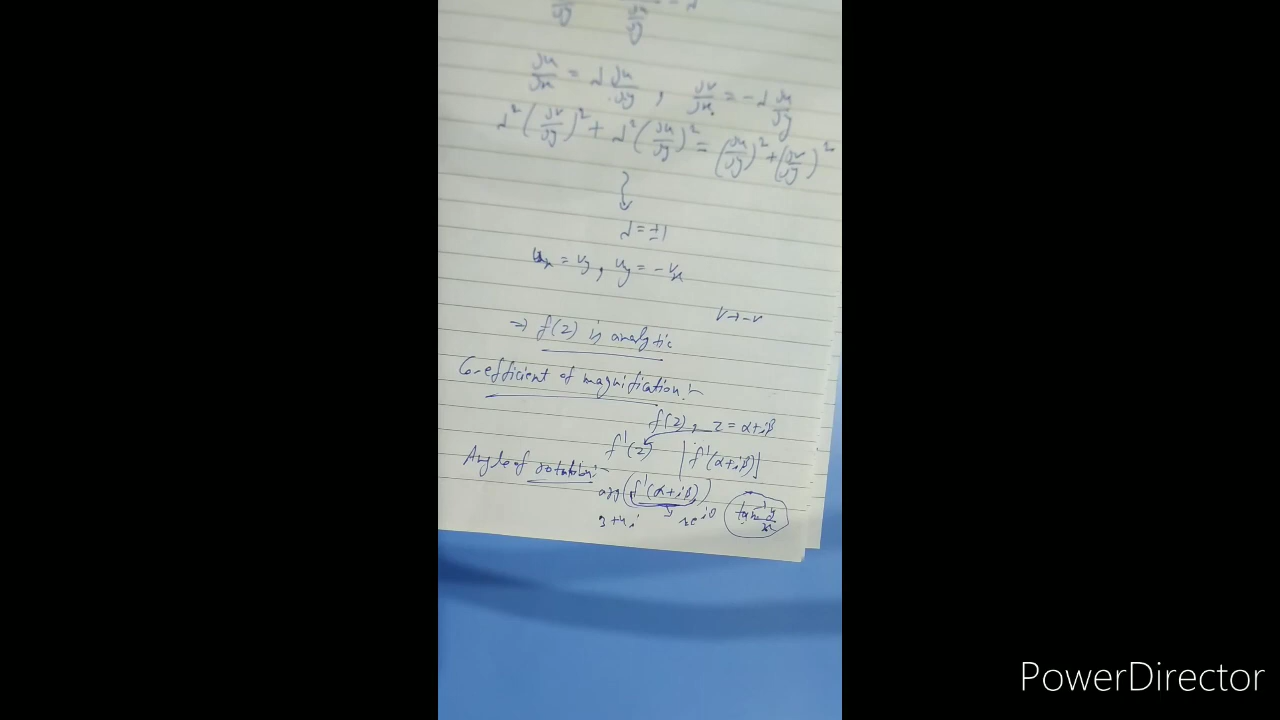 ∂u/∂x = λ ∂v/∂y , ∂v/∂x = -λ ∂u/∂y
λ² (∂v/∂y)² + λ² (∂u/∂y)² = (∂u/∂y)² + (∂v/∂y)²
λ = ±1
uₓ = v_y , u_y = -vₓ
v → -v
⇒ f(z) is analytic
Co-efficient of magnification :-
f(z), z = α+iβ
f'(z) |f'(α+iβ)|
Angle of rotation :-
arg (f'(α+iβ))
3+4i re^iθ tan⁻¹ y/x
PowerDirector